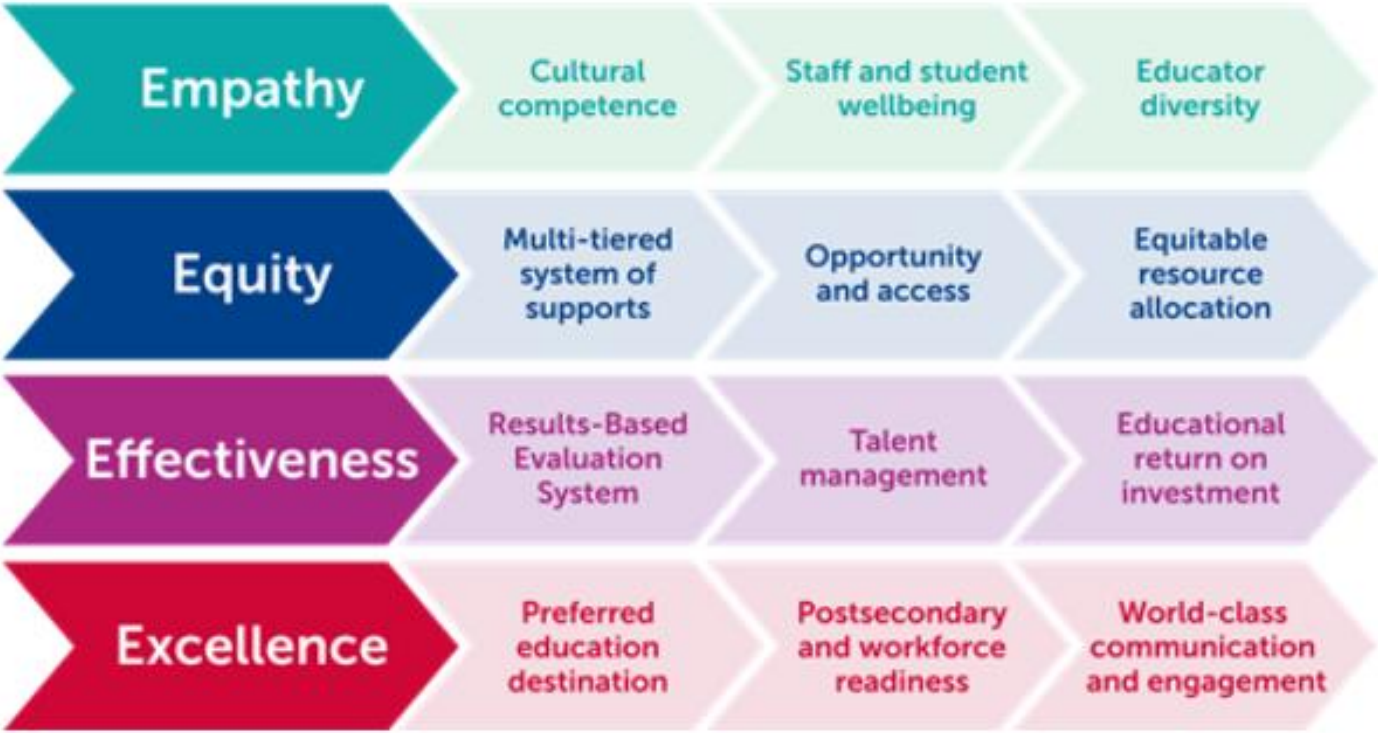 Empathy
Cultural
competence
Staff and student
wellbeing
Educator
diversity
Equity
Multi-tiered
system of
supports
Opportunity
and access
Equitable
resource
allocation
Effectiveness
Results-Based
Evaluation
System
Talent
management
Educational
return on
investment
Excellence
Preferred
education
destination
Postsecondary
and workforce
readiness
World-class
communication
and engagement